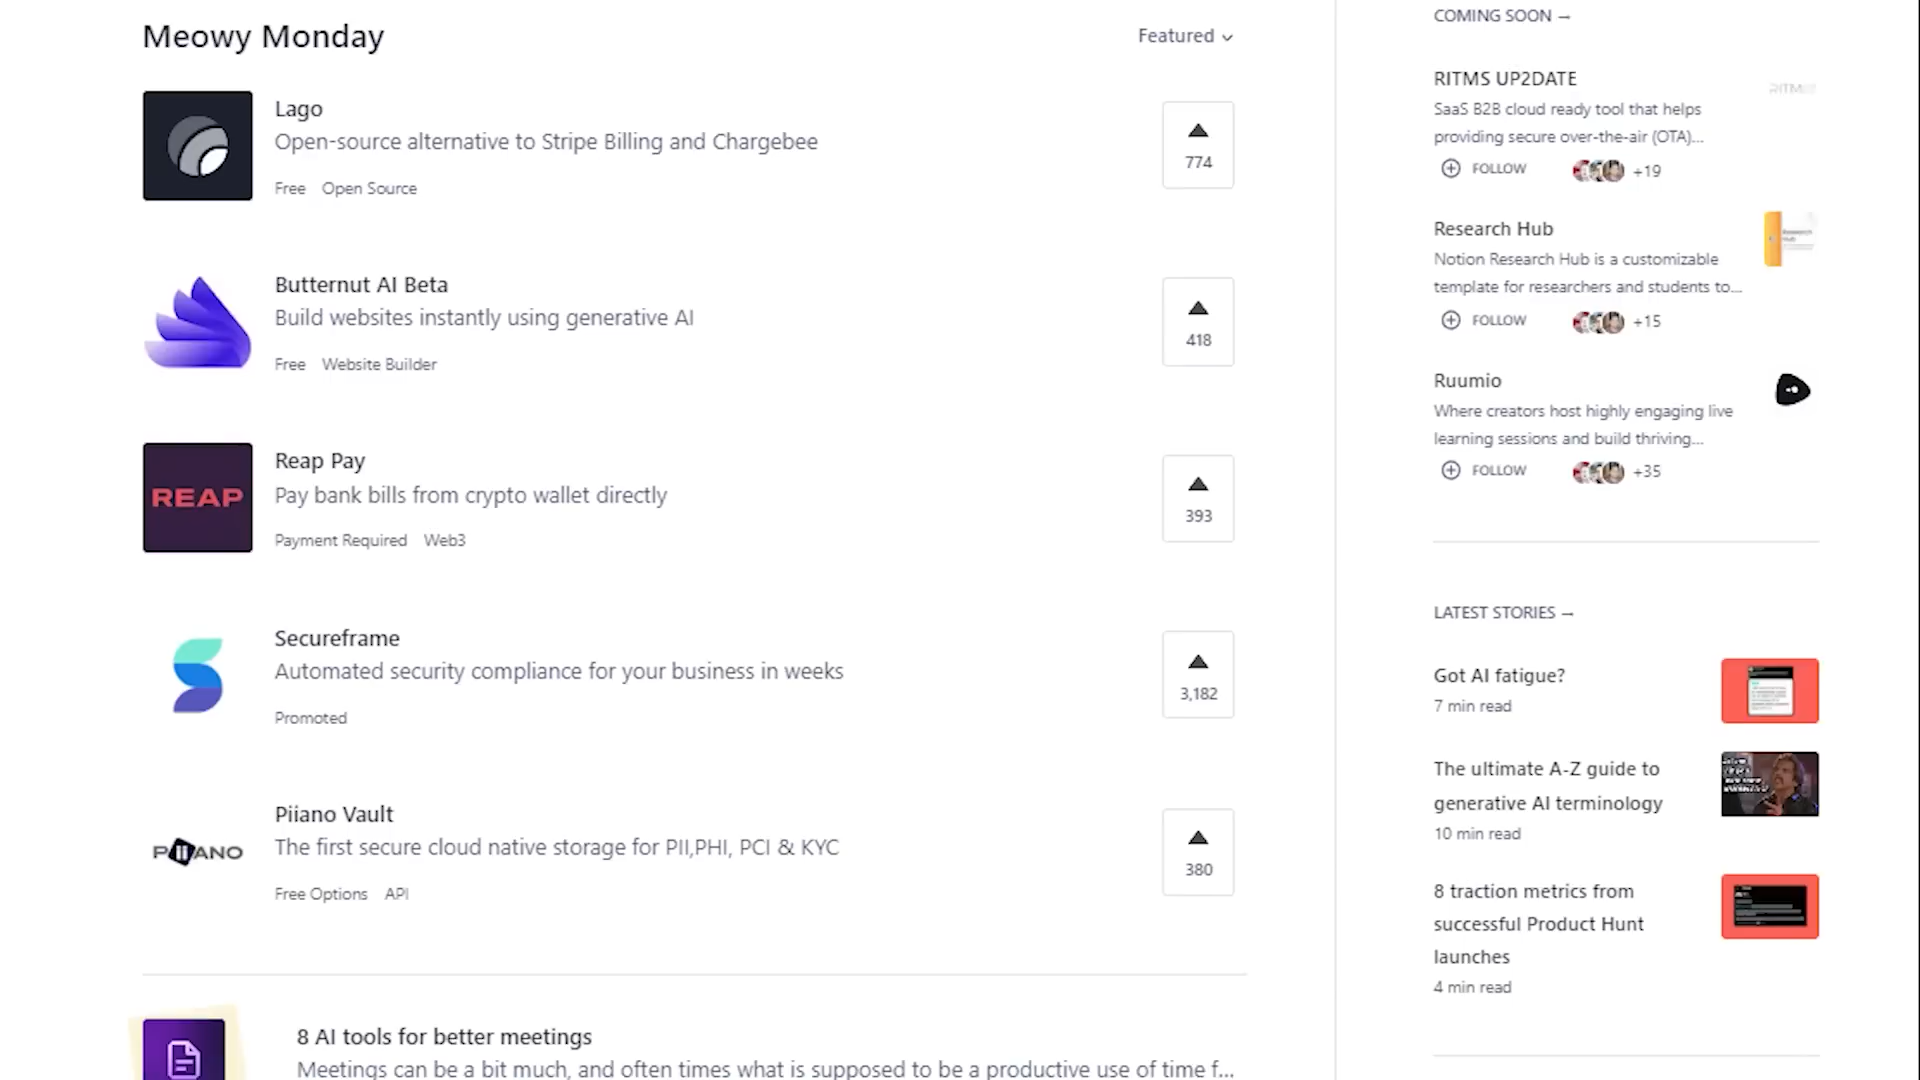 Meowy Monday
Featured
Lago
Open-source alternative to Stripe Billing and Chargebee
Free Open Source
774
Butternut AI Beta
Build websites instantly using generative AI
Free Website Builder
418
REAP
Reap Pay
Pay bank bills from crypto wallet directly
Payment Required Web3
393
Secureframe
Automated security compliance for your business in weeks
Promoted
3,182
PIIANO
Piiano Vault
The first secure cloud native storage for PII,PHI, PCI & KYC
Free Options API
380
8 AI tools for better meetings
Meetings can be a bit much, and often times what is supposed to be a productive use of time f...
COMING SOON →
RITMS UP2DATE
SaaS B2B cloud ready tool that helps
providing secure over-the-air (OTA)...
FOLLOW +19
Research Hub
Notion Research Hub is a customizable
template for researchers and students to...
FOLLOW +15
Ruumio
Where creators host highly engaging live
learning sessions and build thriving...
FOLLOW +35
LATEST STORIES →
Got AI fatigue?
7 min read
The ultimate A-Z guide to
generative AI terminology
10 min read
8 traction metrics from
successful Product Hunt
launches
4 min read